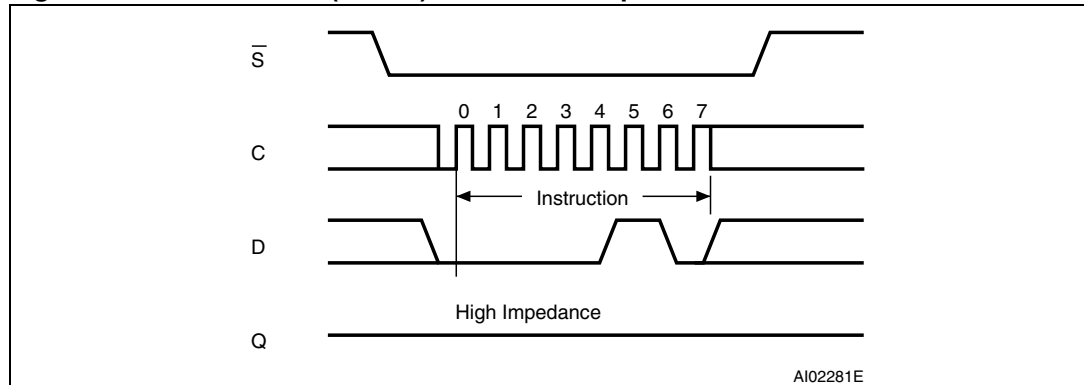 S̅
0 1 2 3 4 5 6 7
C
Instruction
D
High Impedance
Q
AI02281E